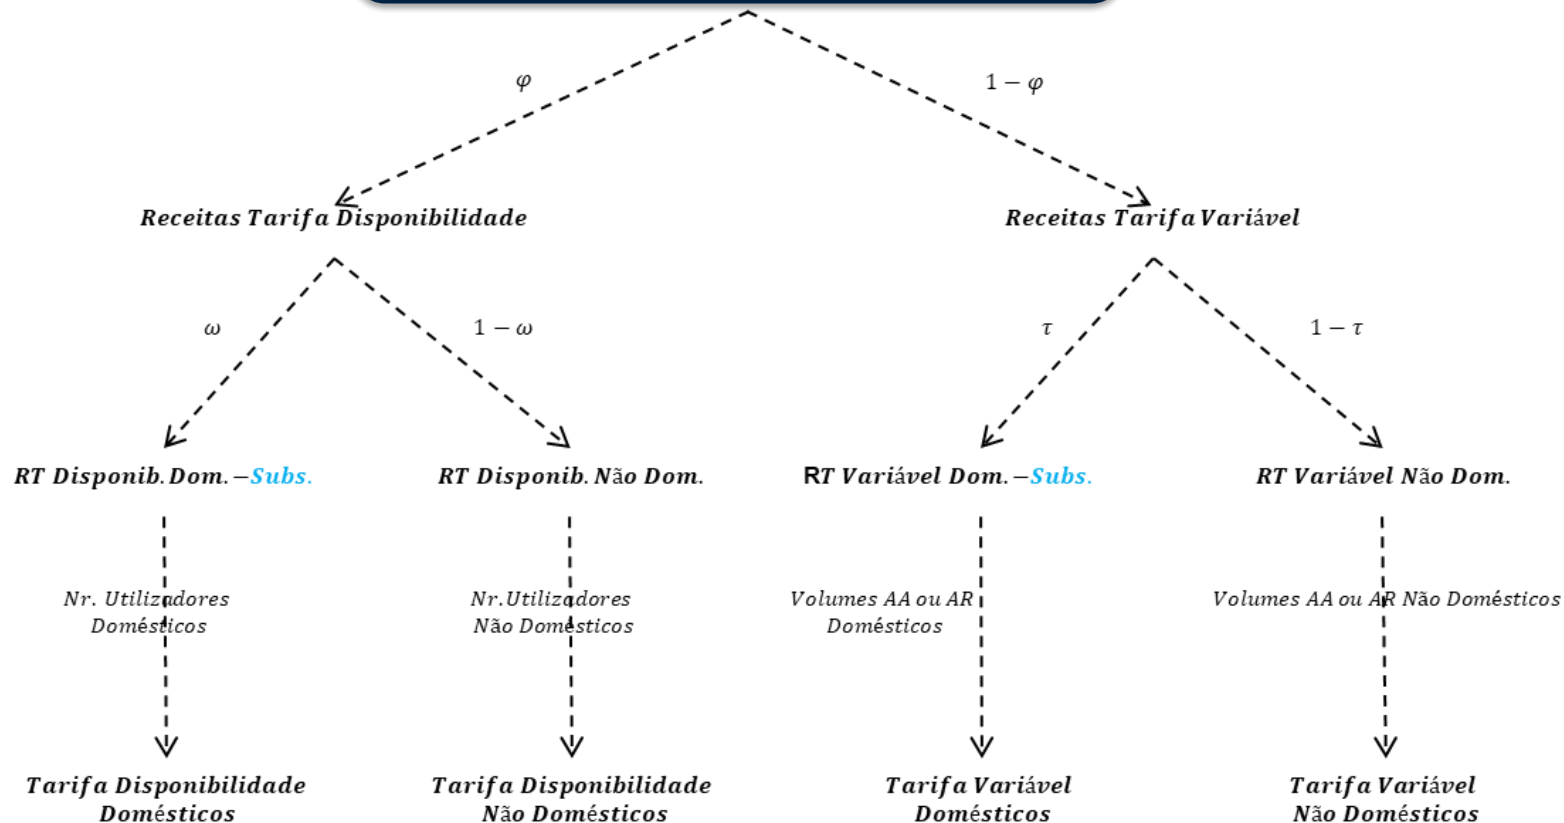 φ
1 − φ
Receitas Tarifa Disponibilidade
Receitas Tarifa Variável
ω
1 − ω
τ
1 − τ
RT Disponib. Dom. −Subs.
RT Disponib. Não Dom.
RT Variável Dom. −Subs.
RT Variável Não Dom.
Nr. Utilizadores
Domésticos
Nr.Utilizadores
Não Domésticos
Volumes AA ou AR
Domésticos
Volumes AA ou AR Não Domésticos
Tarifa Disponibilidade
Domésticos
Tarifa Disponibilidade
Não Domésticos
Tarifa Variável
Domésticos
Tarifa Variável
Não Domésticos